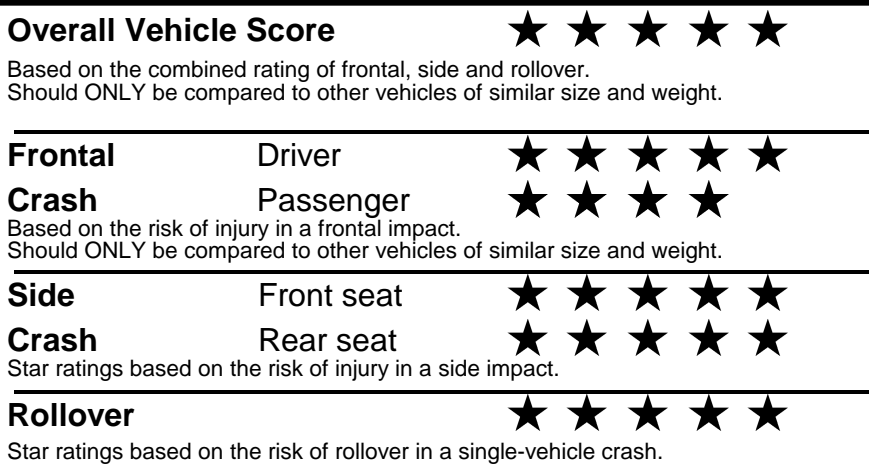 Overall Vehicle Score ★ ★ ★ ★ ★
Based on the combined rating of frontal, side and rollover.
Should ONLY be compared to other vehicles of similar size and weight.
Frontal Driver ★ ★ ★ ★ ★
Crash Passenger ★ ★ ★ ★
Based on the risk of injury in a frontal impact.
Should ONLY be compared to other vehicles of similar size and weight.
Side Front seat ★ ★ ★ ★ ★
Crash Rear seat ★ ★ ★ ★ ★
Star ratings based on the risk of injury in a side impact.
Rollover ★ ★ ★ ★ ★
Star ratings based on the risk of rollover in a single-vehicle crash.